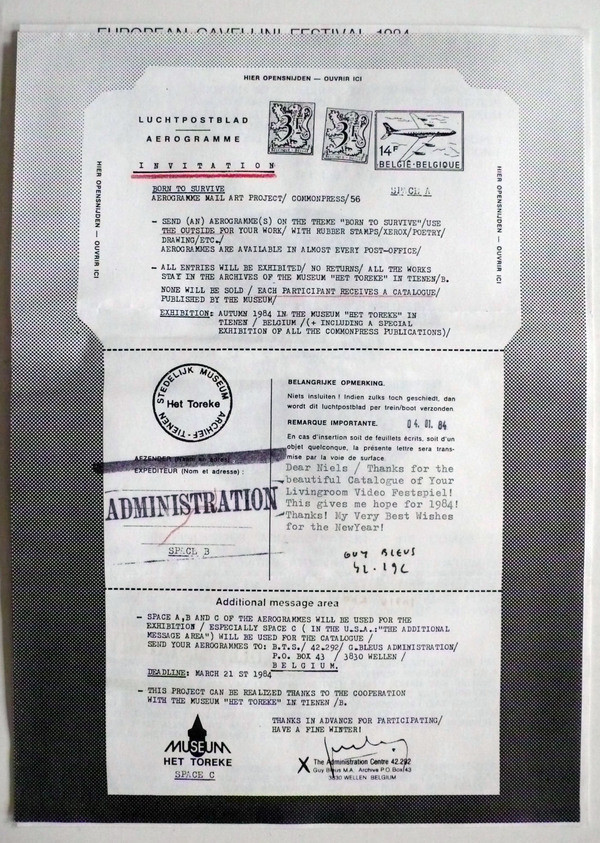 EUROPEAN CAVELLINI FESTIVAL 1984
HIER OPENSNIJDEN — OUVRIR ICI
LUCHTPOSTBLAD
AEROGRAMME
INVITATION
3F
3F
14F
BELGIË-BELGIQUE
HIER OPENSNIJDEN — OUVRIR ICI
HIER OPENSNIJDEN — OUVRIR ICI
BORN TO SURVIVE
SPACE A
AEROGRAMME MAIL ART PROJECT/ COMMONPRESS/56
- SEND (AN) AEROGRAMME(S) ON THE THEME "BORN TO SURVIVE"/USE
THE OUTSIDE FOR YOUR WORK/ WITH RUBBER STAMPS/XEROX/POETRY/
DRAWING/ETC./
AEROGRAMMES ARE AVAILABLE IN ALMOST EVERY POST-OFFICE/
- ALL ENTRIES WILL BE EXHIBITED/ NO RETURNS/ ALL THE WORKS
STAY IN THE ARCHIVES OF THE MUSEUM "HET TOREKE" IN TIENEN/B.
NONE WILL BE SOLD / EACH PARTICIPANT RECEIVES A CATALOGUE/
PUBLISHED BY THE MUSEUM/
EXHIBITION: AUTUMN 1984 IN THE MUSEUM "HET TOREKE" IN
TIENEN / BELGIUM /(+ INCLUDING A SPECIAL
EXHIBITION OF ALL THE COMMONPRESS PUBLICATIONS)/
STEDELIJK MUSEUM
Het Toreke
ARCHIEF-TIENEN
BELANGRIJKE OPMERKING.
Niets insluiten ! Indien zulks toch geschiedt, dan
wordt dit luchtpostblad per trein/boot verzonden.
REMARQUE IMPORTANTE.
04. 01. 84
En cas d'insertion soit de feuillets écrits, soit d'un
objet quelconque, la présente lettre sera trans-
mise par la voie de surface.
AFZENDER (Naam en adres)
EXPEDITEUR (Nom et adresse) :
ADMINISTRATION
SPACE B
Dear Niels / Thanks for the
beautiful Catalogue of Your
Livingroom Video Festspiel!
This gives me hope for 1984!
Thanks! My Very Best Wishes
for the NewYear!
GUY BLEUS
42.292
Additional message area
- SPACE A,B AND C OF THE AEROGRAMMES WILL BE USED FOR THE
EXHIBITION / ESPECIALLY SPACE C ( IN THE U.S.A.:"THE ADDITIONAL
MESSAGE AREA") WILL BE USED FOR THE CATALOGUE /
SEND YOUR AEROGRAMMES TO: B.T.S./ 42.292/ G.BLEUS ADMINISTRATION/
P.O. BOX 43 / 3830 WELLEN /
BELGIUM.
DEADLINE: MARCH 21 ST 1984
- THIS PROJECT CAN BE REALIZED THANKS TO THE COOPERATION
WITH THE MUSEUM "HET TOREKE" IN TIENEN /B.
THANKS IN ADVANCE FOR PARTICIPATING/
HAVE A FINE WINTER!
MUSEUM
HET TOREKE
SPACE C
X The Administration Centre 42.292
Guy Bleus M.A. Archive P.O.Box 43
3830 WELLEN BELGIUM